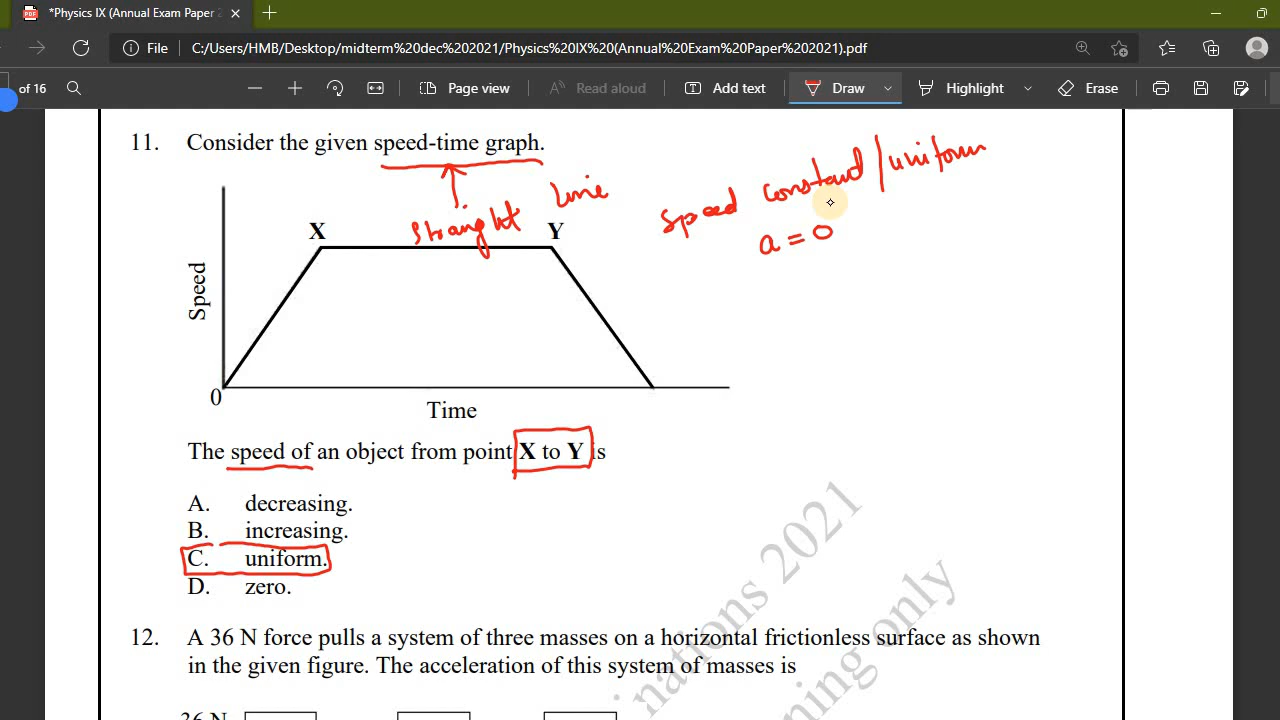 *Physics IX (Annual Exam Paper 2
File C:/Users/HMB/Desktop/midterm%20dec%202021/Physics%20IX%20(Annual%20Exam%20Paper%202021).pdf
of 16 Page view Read aloud Add text Draw Highlight Erase
11. Consider the given speed-time graph.
straight line
speed constant/uniform
a = 0
X Y
Speed
0
Time
The speed of an object from point X to Y is
A. decreasing.
B. increasing.
C. uniform.
D. zero.
12. A 36 N force pulls a system of three masses on a horizontal frictionless surface as shown
in the given figure. The acceleration of this system of masses is
36 N
nations 2021
ning only